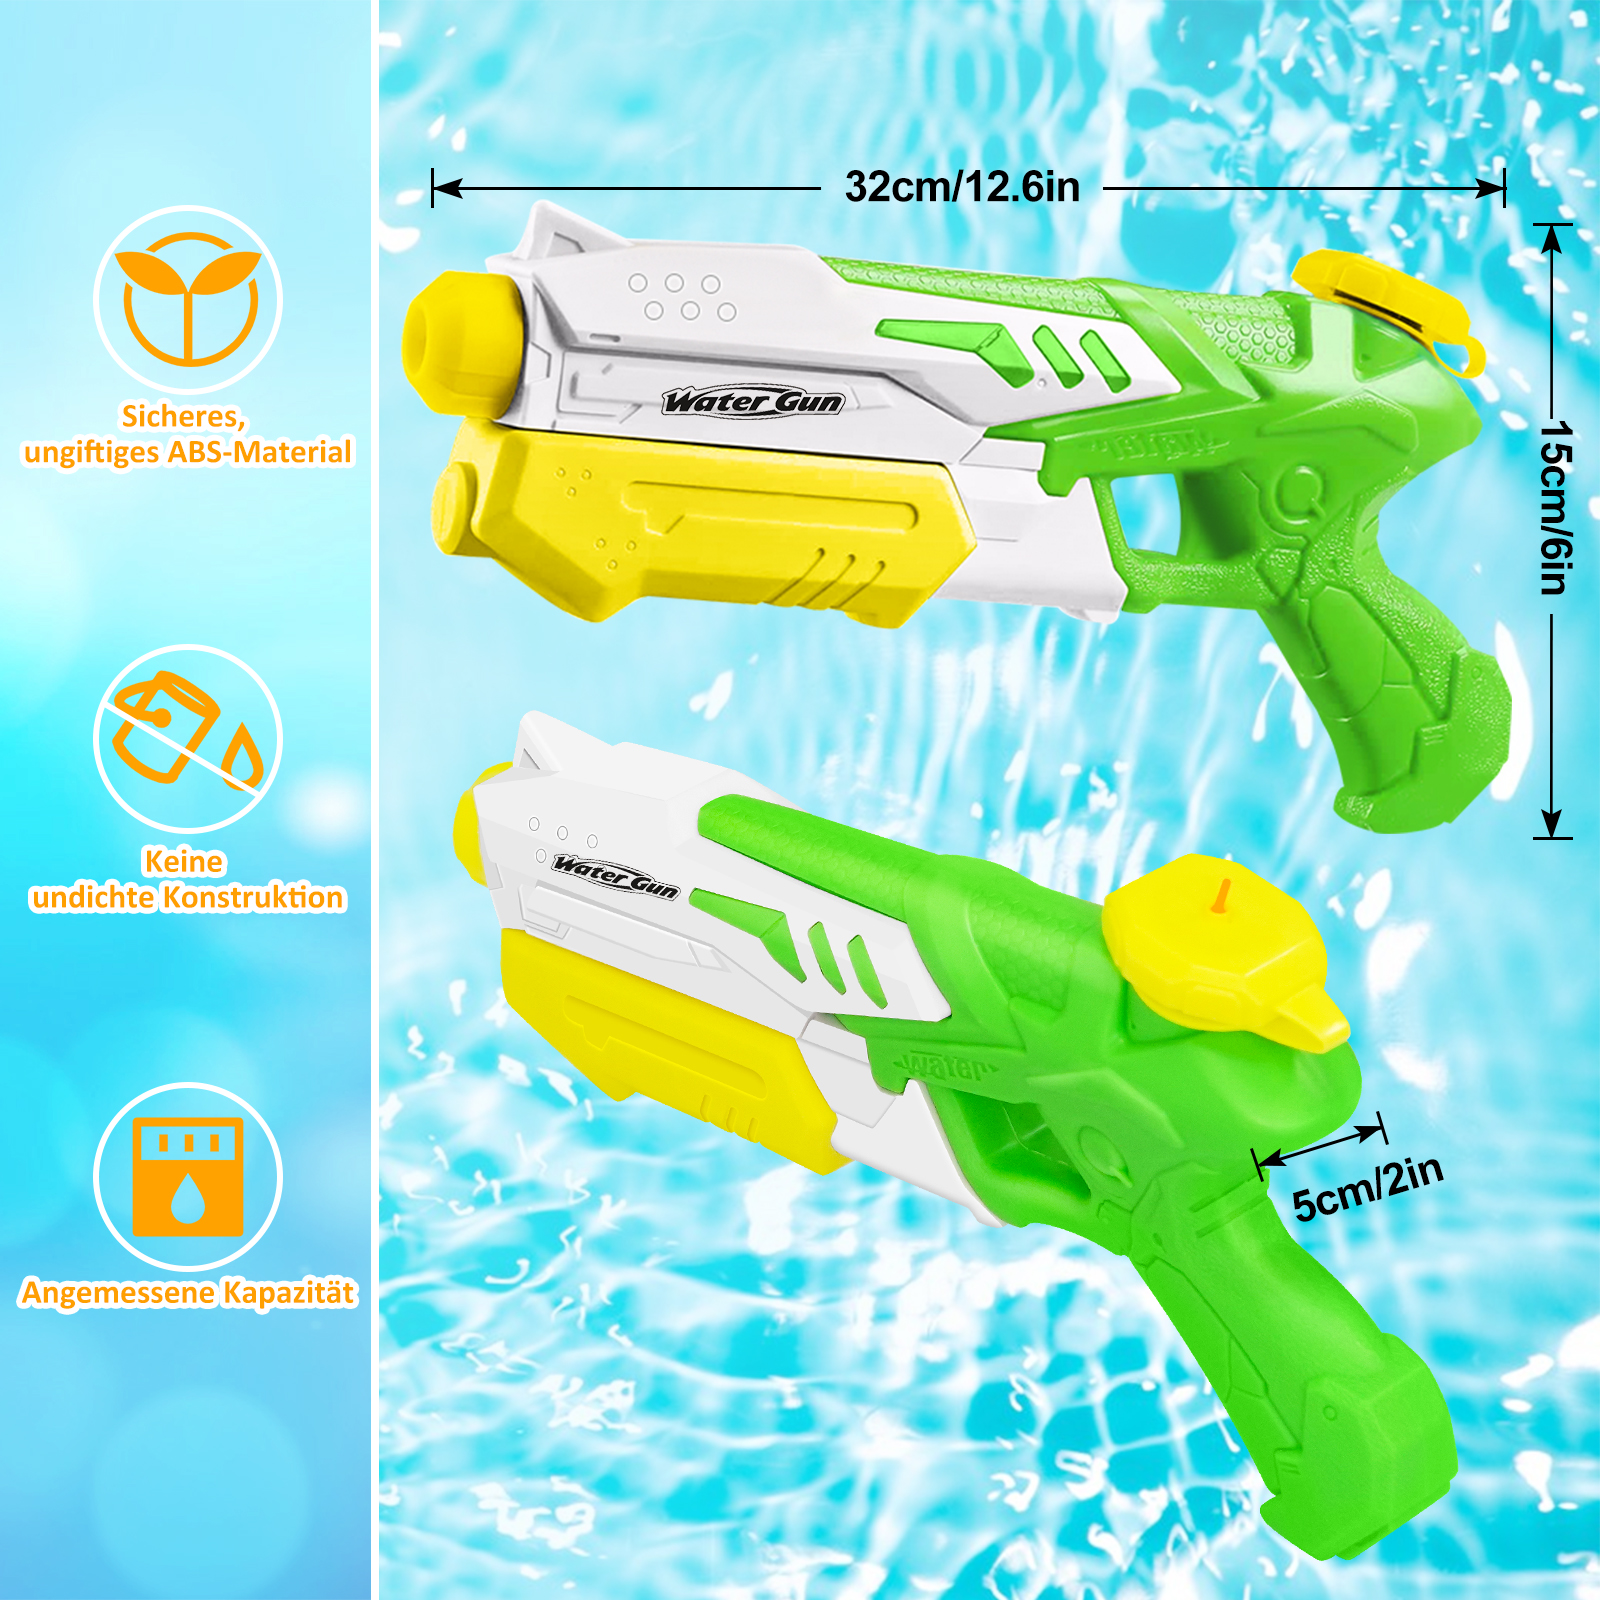 32cm/12.6in
15cm/6in
Water Gun
Sicheres,
ungiftiges ABS-Material
Keine
undichte Konstruktion
Water Gun
water
5cm/2in
Angemessene Kapazität